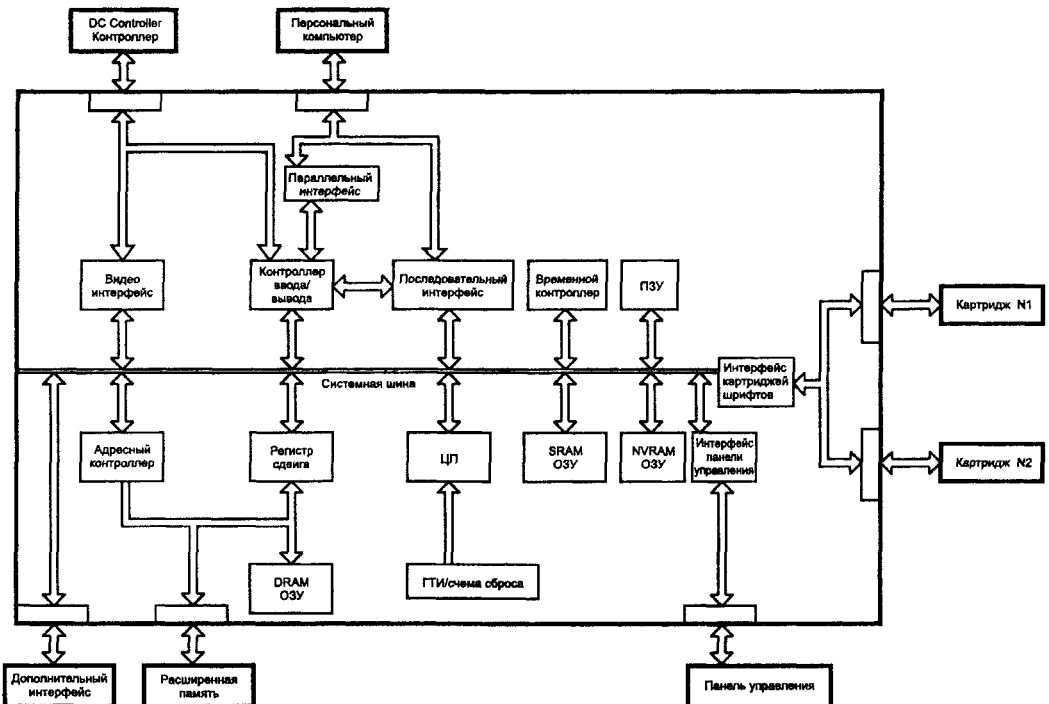 DC Controller
Контроллер
Персональный
компьютер
Параллельный
интерфейс
Видео
интерфейс
Контроллер
ввода/
вывода
Последовательный
интерфейс
Временной
контроллер
ПЗУ
Картридж N1
Интерфейс
картриджей
шрифтов
Системная шина
Адресный
контроллер
Регистр
сдвига
ЦП
SRAM
ОЗУ
NVRAM
ОЗУ
Интерфейс
панели
управления
Картридж N2
DRAM
ОЗУ
ГТИ/схема сброса
Дополнительный
интерфейс
Расширенная
память
Панель управления